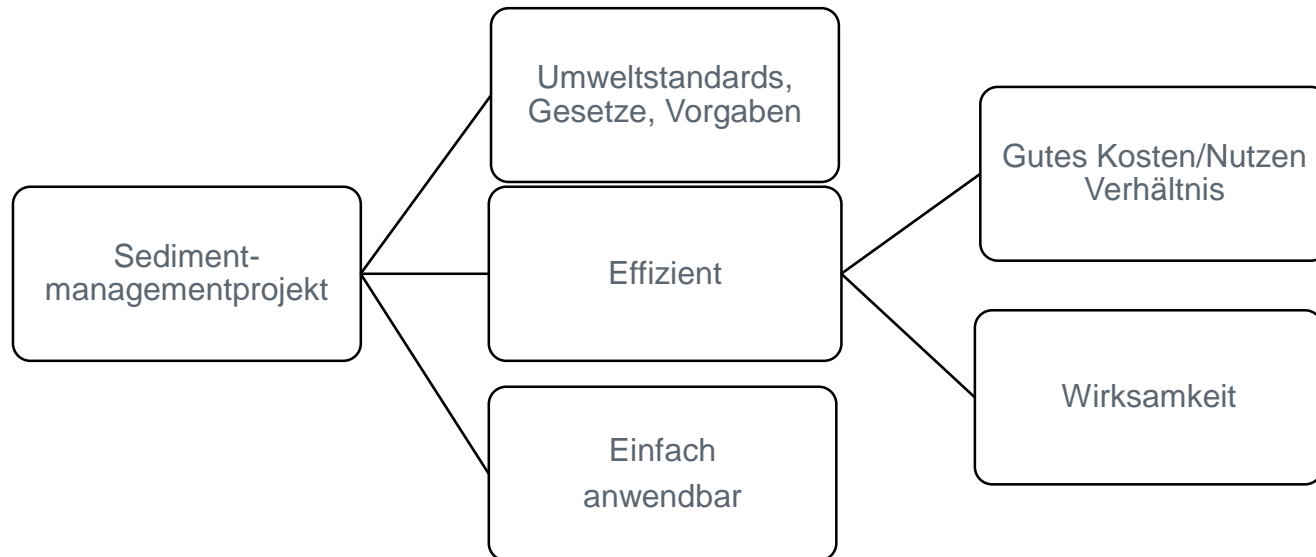 Umweltstandards,
Gesetze, Vorgaben
Gutes Kosten/Nutzen
Verhältnis
Sediment-
managementprojekt
Effizient
Wirksamkeit
Einfach
anwendbar